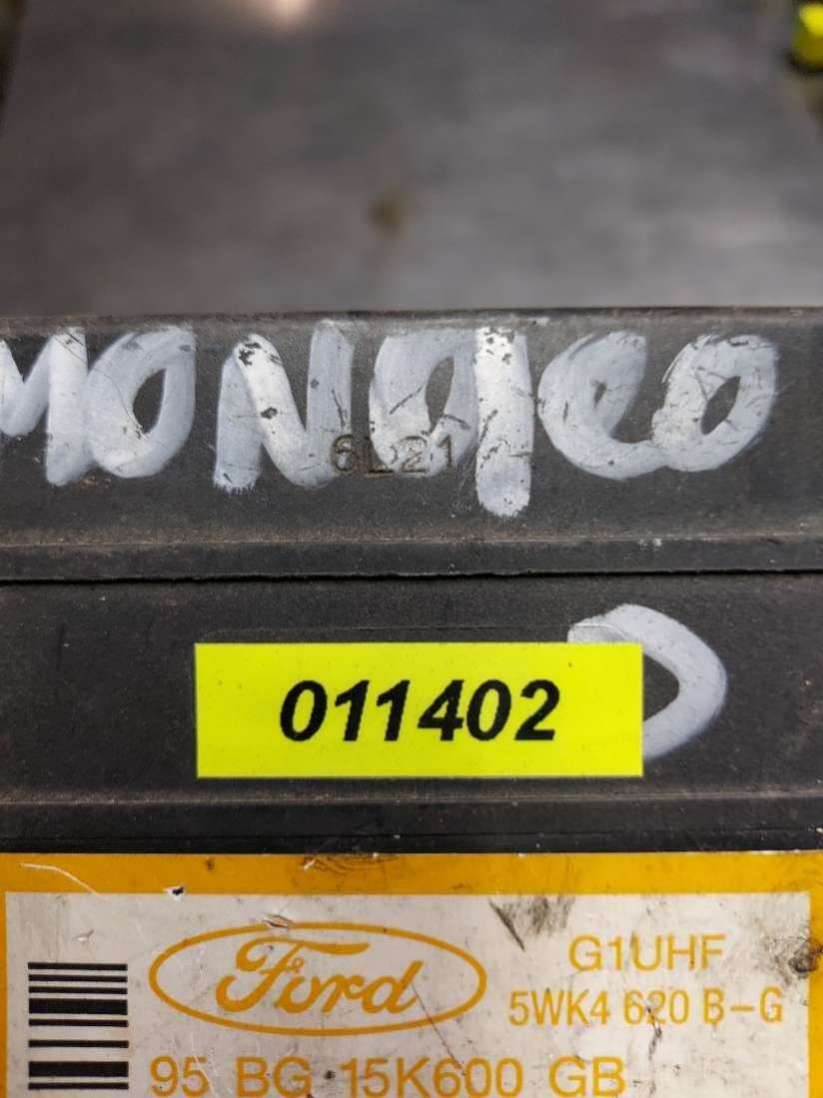 MONDEO
6L21
011402
Ford
G1UHF
5WK4 620 B-G
95 BG 15K600 GB